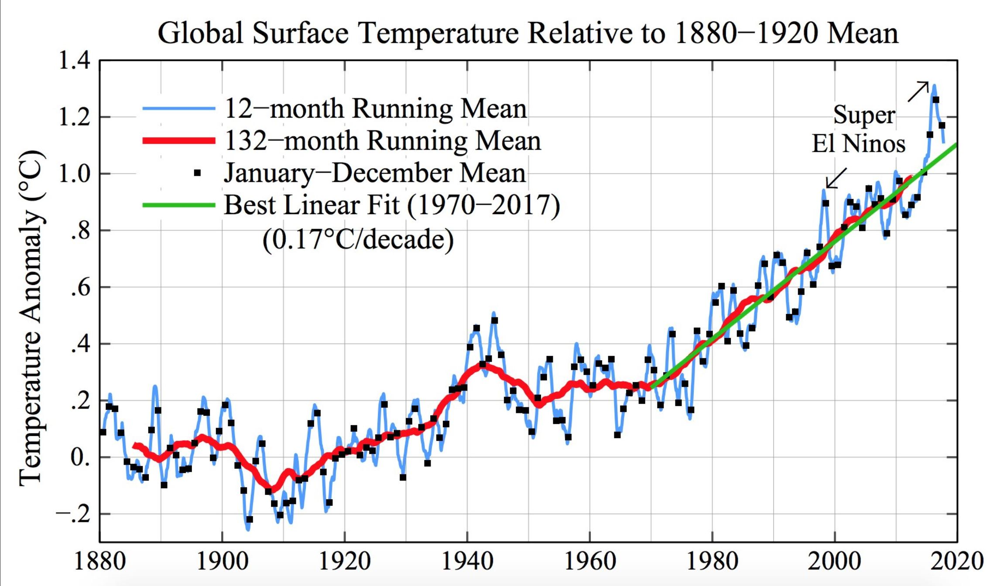 Global Surface Temperature Relative to 1880−1920 Mean
1.4
1.2
1.0
.8
.6
.4
.2
0.
−.2
Temperature Anomaly (°C)
12−month Running Mean
132−month Running Mean
January−December Mean
Best Linear Fit (1970−2017)
(0.17°C/decade)
Super
El Ninos
1880 1900 1920 1940 1960 1980 2000 2020